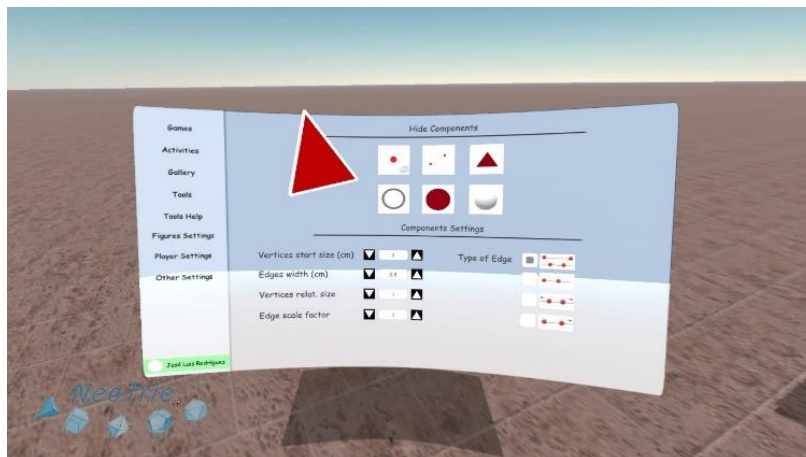 Games
Activities
Gallery
Tools
Tools Help
Figures Settings
Player Settings
Other Settings
José Luis Rodríguez
Hide Components
Components Settings
Vertices start size (cm)
Edges width (cm)
Vertices relat. size
Edge scale factor
Type of Edge
NeoTrie